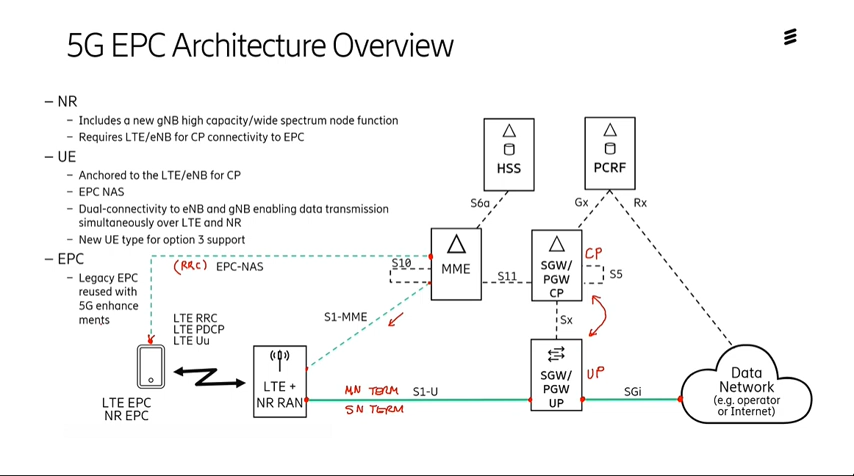 5G EPC Architecture Overview
– NR
– Includes a new gNB high capacity/wide spectrum node function
– Requires LTE/eNB for CP connectivity to EPC
– UE
– Anchored to the LTE/eNB for CP
– EPC NAS
– Dual-connectivity to eNB and gNB enabling data transmission
simultaneously over LTE and NR
– New UE type for option 3 support
– EPC
– Legacy EPC
reused with
5G enhance
ments
HSS
PCRF
S6a
Gx
Rx
(RRC)
EPC-NAS
S10
MME
S11
SGW/
PGW
CP
CP
S5
S1-MME
Sx
LTE RRC
LTE PDCP
LTE Uu
LTE EPC
NR EPC
LTE +
NR RAN
MN TERM
S1-U
SN TERM
SGW/
PGW
UP
UP
SGi
Data
Network
(e.g. operator
or Internet)